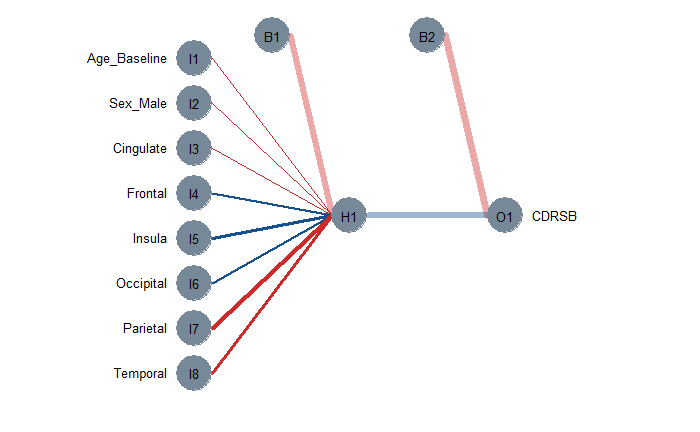 B1
B2
Age_Baseline I1
Sex_Male I2
Cingulate I3
Frontal I4
H1
O1 CDRSB
Insula I5
Occipital I6
Parietal I7
Temporal I8